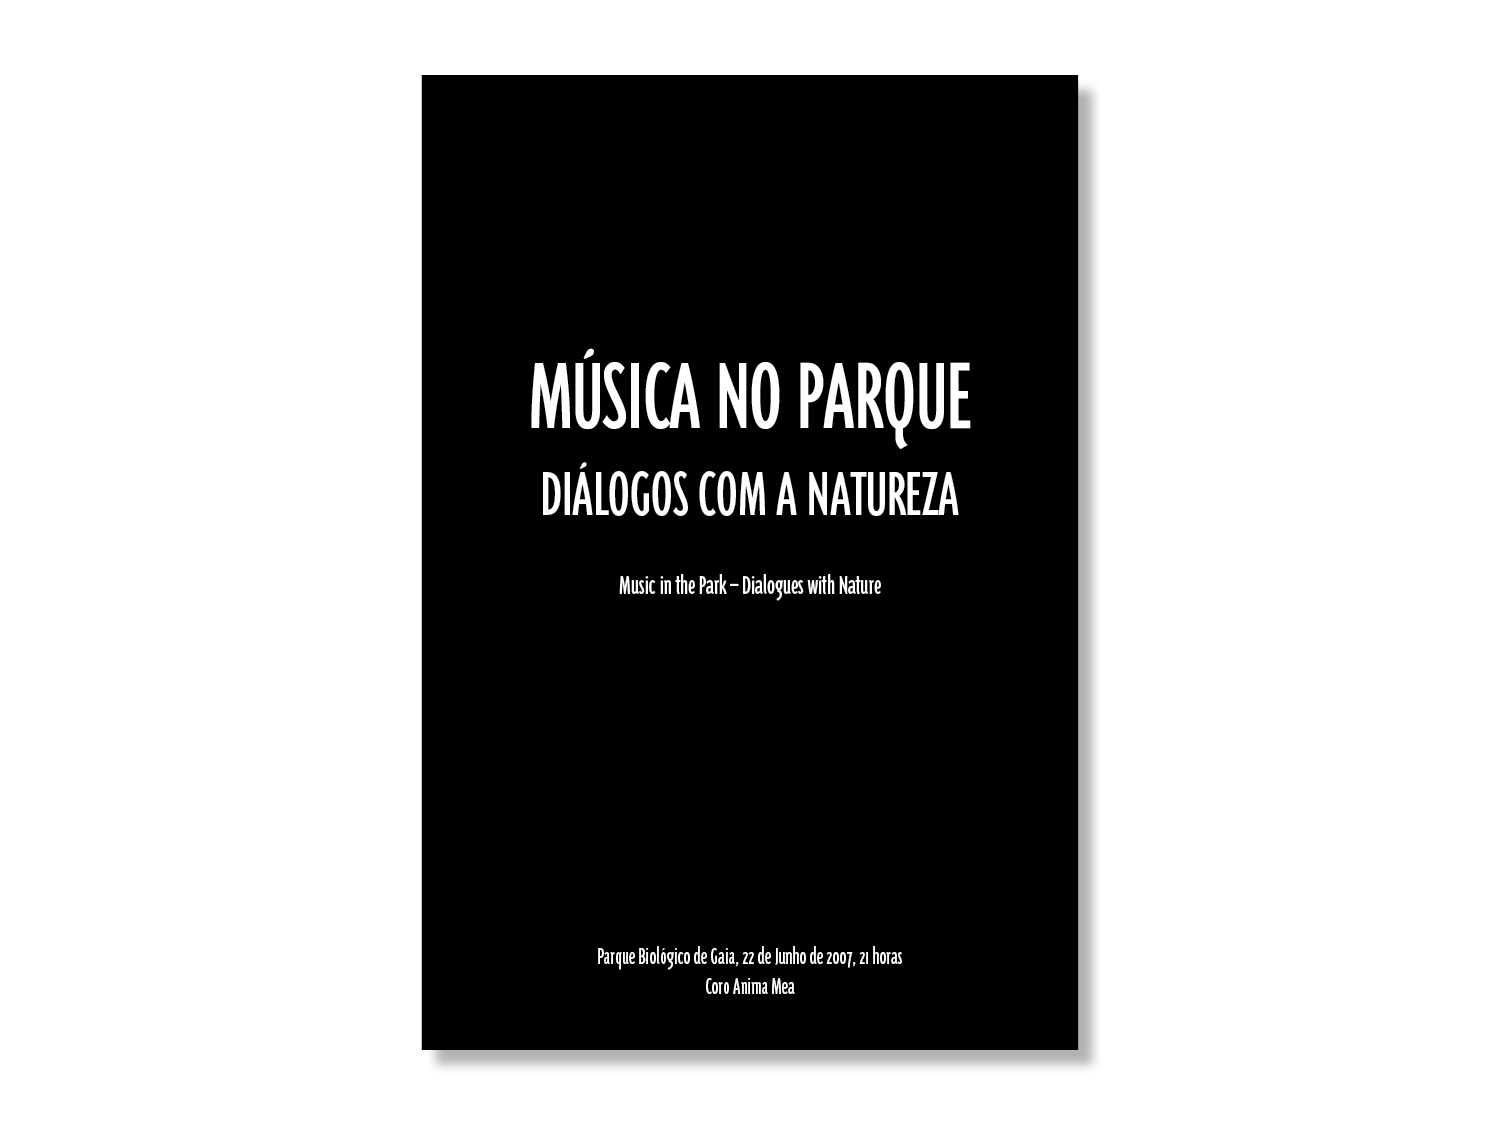 MÚSICA NO PARQUE
DIÁLOGOS COM A NATUREZA
Music in the Park – Dialogues with Nature
Parque Biológico de Gaia, 22 de Junho de 2007, 21 horas
Coro Anima Mea